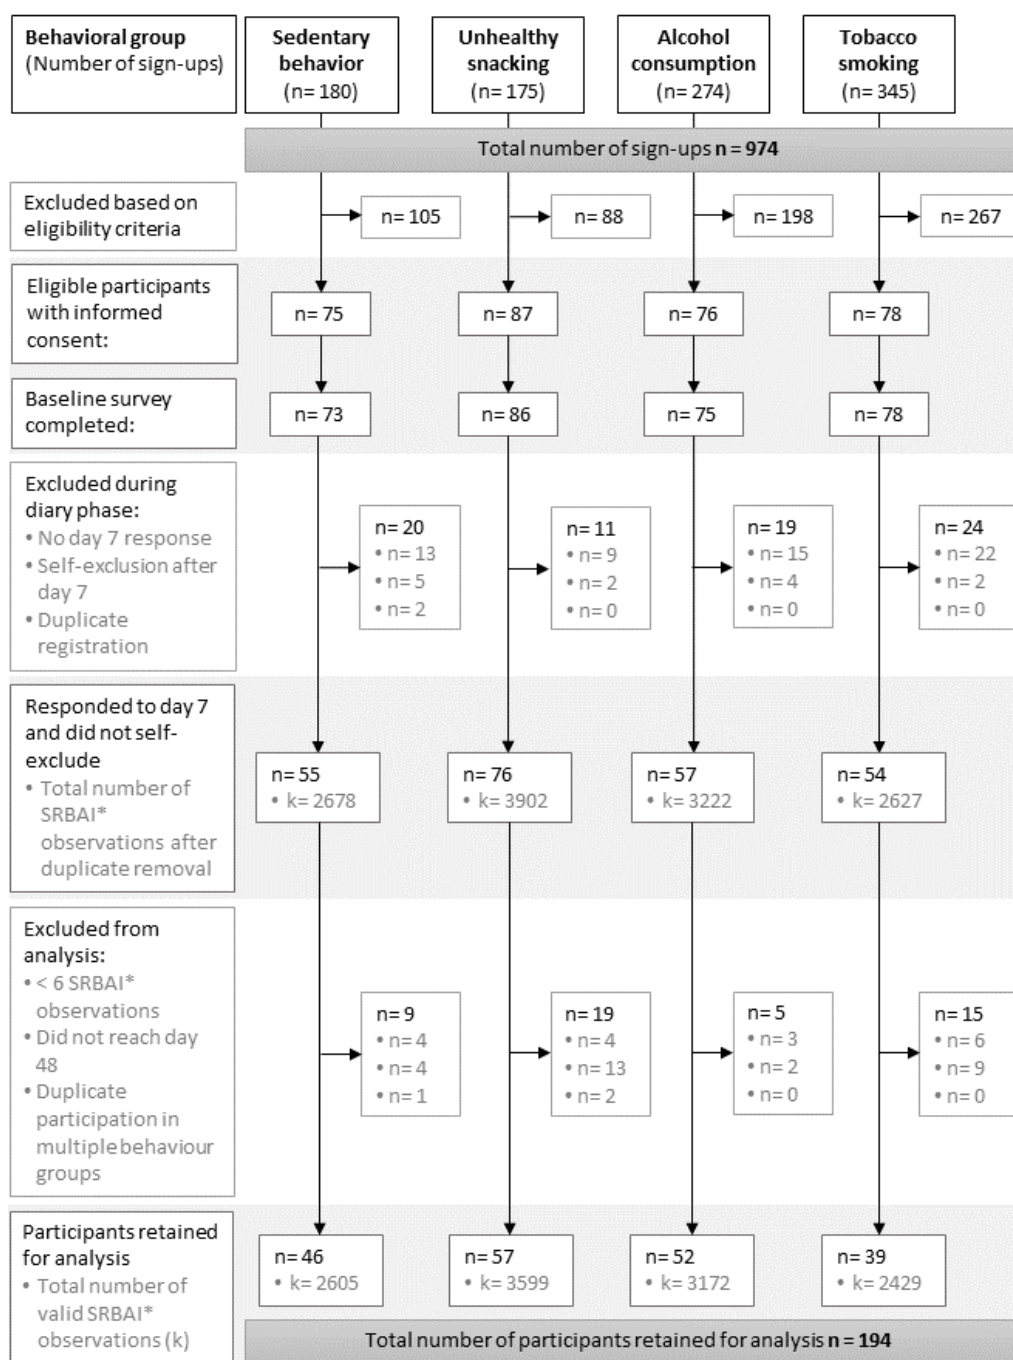 Behavioral group
(Number of sign-ups)
Sedentary
behavior
(n= 180)
Unhealthy
snacking
(n= 175)
Alcohol
consumption
(n= 274)
Tobacco
smoking
(n= 345)
Total number of sign-ups n = 974
Excluded based on
eligibility criteria
n= 105
n= 88
n= 198
n= 267
Eligible participants
with informed
consent:
n= 75
n= 87
n= 76
n= 78
Baseline survey
completed:
n= 73
n= 86
n= 75
n= 78
Excluded during
diary phase:
• No day 7 response
• Self-exclusion after
day 7
• Duplicate
registration
n= 20
• n= 13
• n= 5
• n= 2
n= 11
• n= 9
• n= 2
• n= 0
n= 19
• n= 15
• n= 4
• n= 0
n= 24
• n= 22
• n= 2
• n= 0
Responded to day 7
and did not self-
exclude
• Total number of
SRBAI*
observations after
duplicate removal
n= 55
• k= 2678
n= 76
• k= 3902
n= 57
• k= 3222
n= 54
• k= 2627
Excluded from
analysis:
• < 6 SRBAI*
observations
• Did not reach day
48
• Duplicate
participation in
multiple behaviour
groups
n= 9
• n= 4
• n= 4
• n= 1
n= 19
• n= 4
• n= 13
• n= 2
n= 5
• n= 3
• n= 2
• n= 0
n= 15
• n= 6
• n= 9
• n= 0
Participants retained
for analysis
• Total number of
valid SRBAI*
observations (k)
n= 46
• k= 2605
n= 57
• k= 3599
n= 52
• k= 3172
n= 39
• k= 2429
Total number of participants retained for analysis n = 194